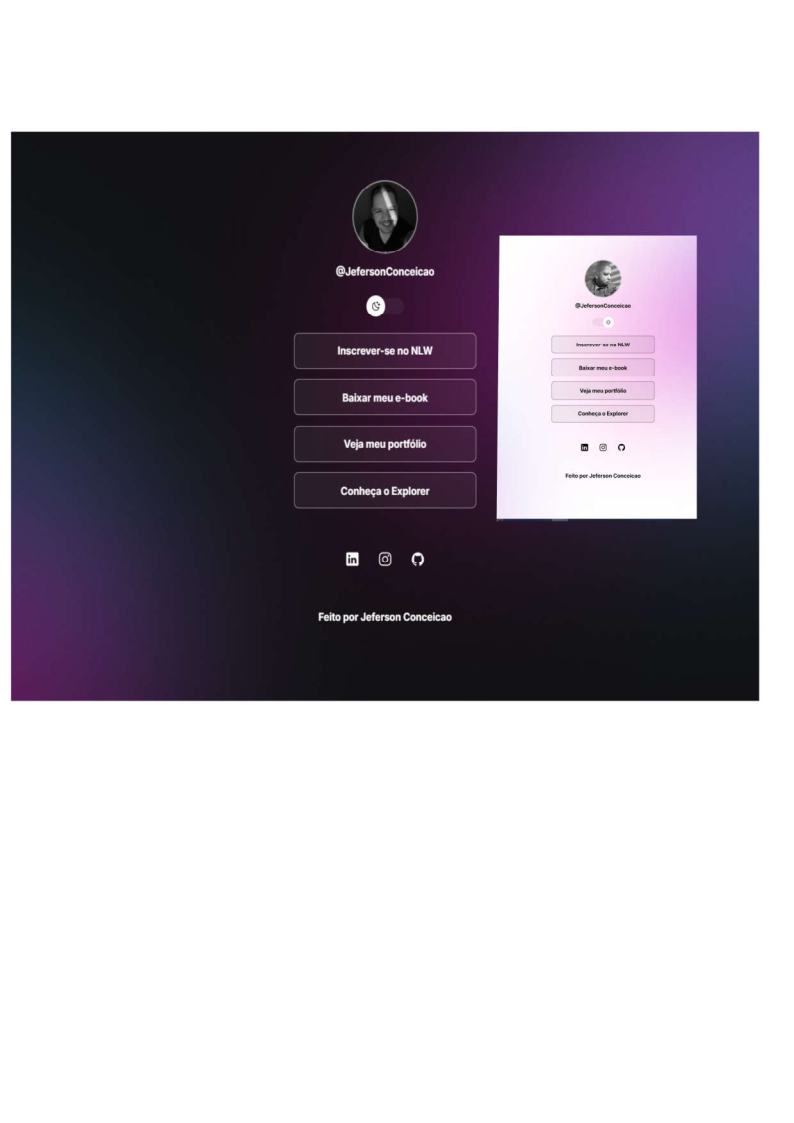 @JefersonConceicao
Inscrever-se no NLW
Baixar meu e-book
Veja meu portfólio
Conheça o Explorer
Feito por Jeferson Conceicao
@JefersonConceicao
Inscrever-se no NLW
Baixar meu e-book
Veja meu portfólio
Conheça o Explorer
Feito por Jeferson Conceicao